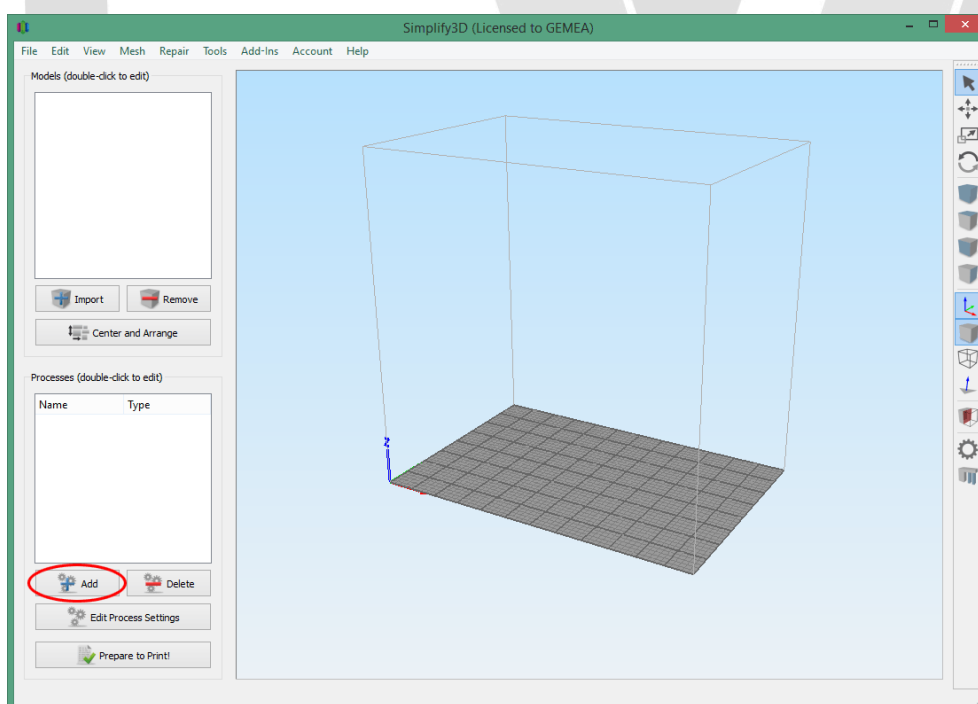 Simplify3D (Licensed to GEMEA)
File Edit View Mesh Repair Tools Add-Ins Account Help
Models (double-click to edit)
Import Remove
Center and Arrange
Processes (double-click to edit)
Name Type
Add Delete
Edit Process Settings
Prepare to Print!
Z